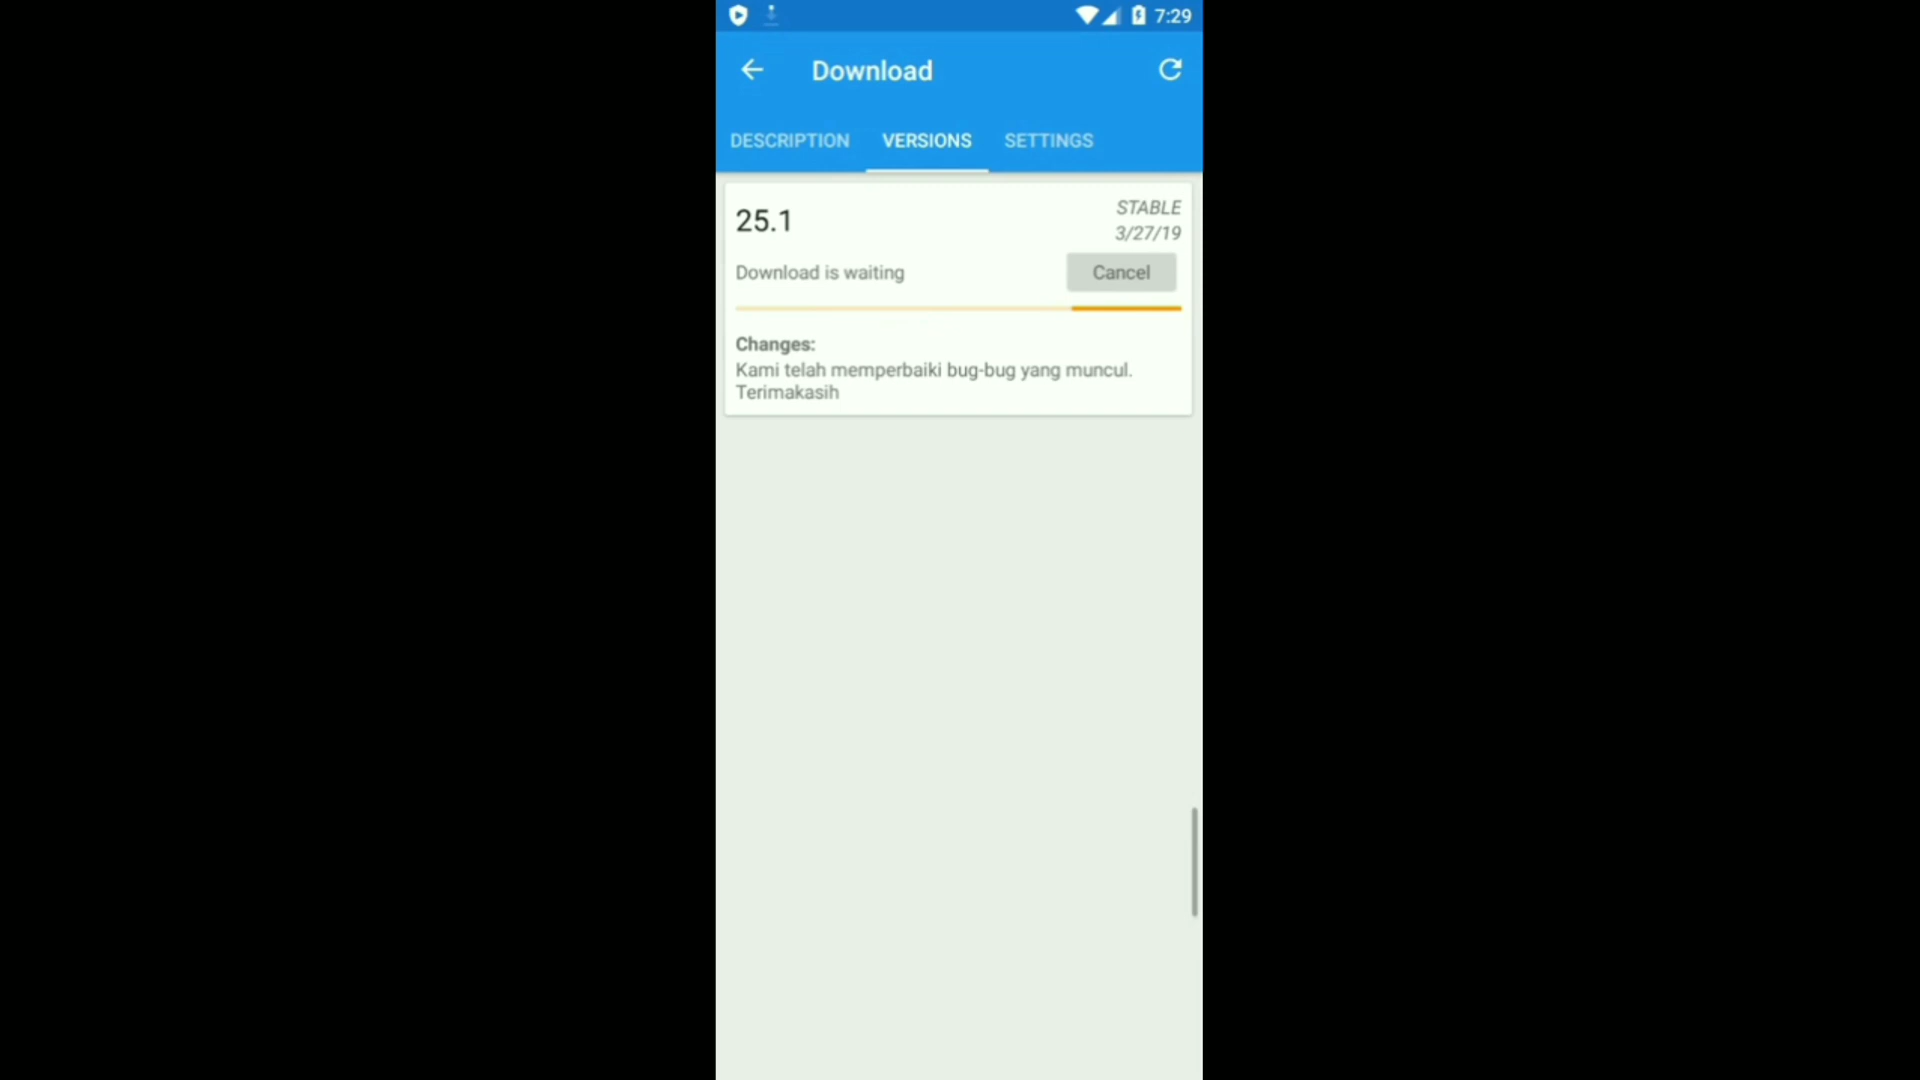 7:29
Download
DESCRIPTION VERSIONS SETTINGS
25.1
STABLE
3/27/19
Download is waiting
Cancel
Changes:
Kami telah memperbaiki bug-bug yang muncul.
Terimakasih